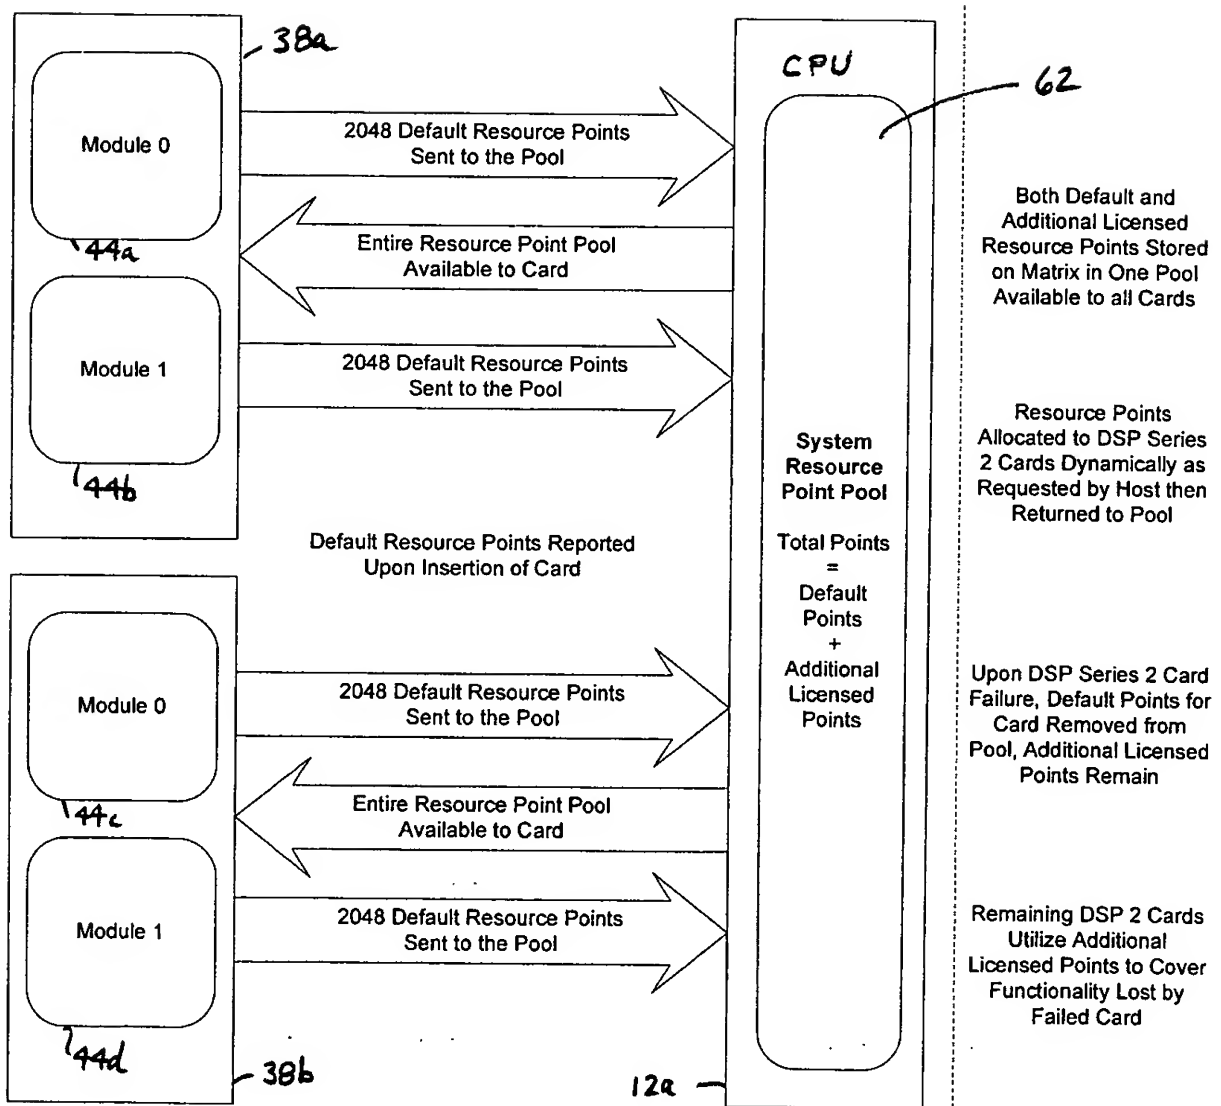 38a
Module 0
44a
Module 1
44b
2048 Default Resource Points
Sent to the Pool
Entire Resource Point Pool
Available to Card
2048 Default Resource Points
Sent to the Pool
Default Resource Points Reported
Upon Insertion of Card
Module 0
44c
Module 1
44d
38b
2048 Default Resource Points
Sent to the Pool
Entire Resource Point Pool
Available to Card
2048 Default Resource Points
Sent to the Pool
CPU
62
System
Resource
Point Pool
Total Points
=
Default
Points
+
Additional
Licensed
Points
12a
Both Default and
Additional Licensed
Resource Points Stored
on Matrix in One Pool
Available to all Cards
Resource Points
Allocated to DSP Series
2 Cards Dynamically as
Requested by Host then
Returned to Pool
Upon DSP Series 2 Card
Failure, Default Points for
Card Removed from
Pool, Additional Licensed
Points Remain
Remaining DSP 2 Cards
Utilize Additional
Licensed Points to Cover
Functionality Lost by
Failed Card